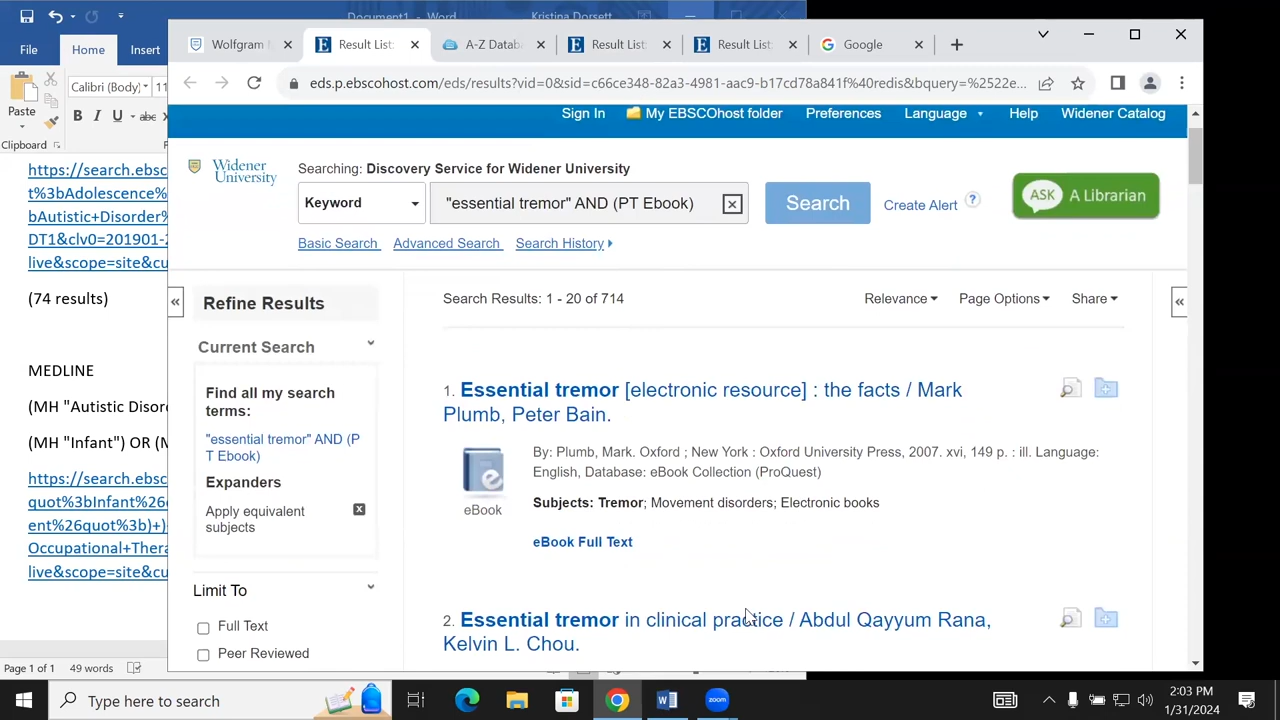 Document1 - Word
Kristina Dorsett
File
Home
Insert
Paste
Calibri (Body)
11
B I U abc
Clipboard
https://search.ebsc
t%3bAdolescence%
bAutistic+Disorder%
DT1&clv0=201901-2
live&scope=site&cu
(74 results)
MEDLINE
(MH "Autistic Disor
(MH "Infant") OR (M
https://search.ebsc
quot%3bInfant%26
ent%26quot%3b)+)
Occupational+Thera
live&scope=site&cu
Page 1 of 1
49 words
Wolfgram
Result List
A-Z Datab
Result List
Result List
Google
eds.p.ebscohost.com/eds/results?vid=0&sid=c66ce348-82a3-4981-aac9-b17cd78a841f%40redis&bquery=%2522e...
Sign In
My EBSCOhost folder
Preferences
Language
Help
Widener Catalog
Widener
University
Searching: Discovery Service for Widener University
Keyword
"essential tremor" AND (PT Ebook)
Search
Create Alert
?
ASK A Librarian
Basic Search
Advanced Search
Search History
Refine Results
Current Search
Find all my search
terms:
"essential tremor" AND (P
T Ebook)
Expanders
Apply equivalent
subjects
Limit To
Full Text
Peer Reviewed
Search Results: 1 - 20 of 714
Relevance
Page Options
Share
1. Essential tremor [electronic resource] : the facts / Mark
Plumb, Peter Bain.
eBook
By: Plumb, Mark. Oxford ; New York : Oxford University Press, 2007. xvi, 149 p. : ill. Language:
English, Database: eBook Collection (ProQuest)
Subjects: Tremor; Movement disorders; Electronic books
eBook Full Text
2. Essential tremor in clinical practice / Abdul Qayyum Rana,
Kelvin L. Chou.
Type here to search
zoom
2:03 PM
1/31/2024